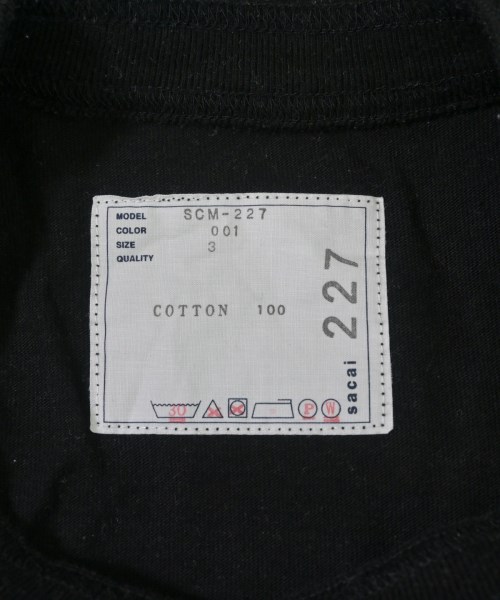 MODEL SCM-227
COLOR 001
SIZE 3
QUALITY
COTTON 100
30 P W
sacai 227